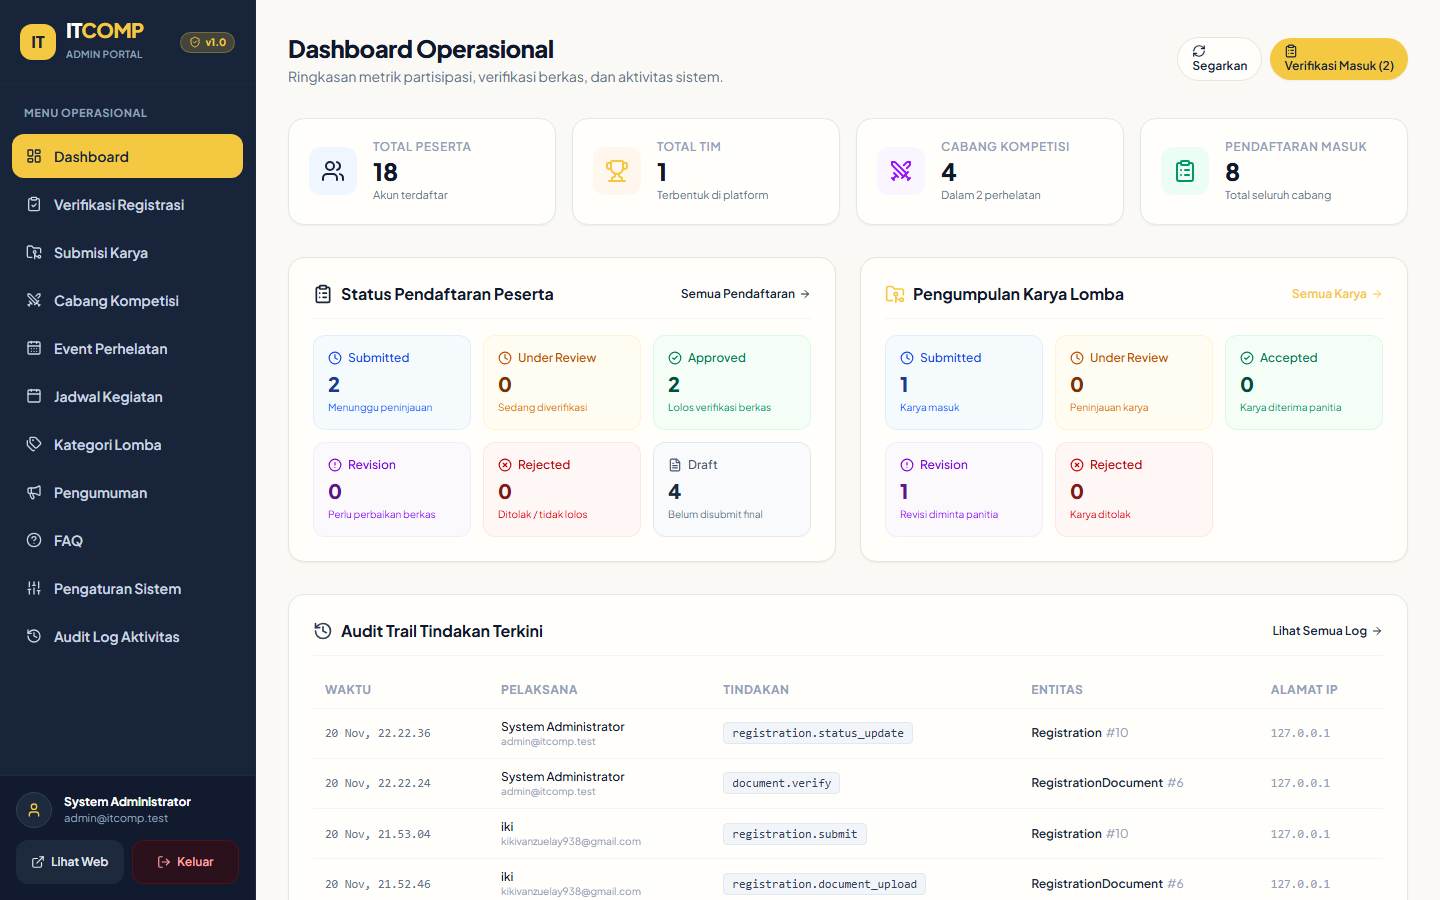 IT
ITCOMP
ADMIN PORTAL
v1.0
MENU OPERASIONAL
Dashboard
Verifikasi Registrasi
Submisi Karya
Cabang Kompetisi
Event Perhelatan
Jadwal Kegiatan
Kategori Lomba
Pengumuman
FAQ
Pengaturan Sistem
Audit Log Aktivitas
System Administrator
admin@itcomp.test
Lihat Web
Keluar
Dashboard Operasional
Ringkasan metrik partisipasi, verifikasi berkas, dan aktivitas sistem.
Segarkan
Verifikasi Masuk (2)
TOTAL PESERTA
18
Akun terdaftar
TOTAL TIM
1
Terbentuk di platform
CABANG KOMPETISI
4
Dalam 2 perhelatan
PENDAFTARAN MASUK
8
Total seluruh cabang
Status Pendaftaran Peserta
Semua Pendaftaran →
Submitted
2
Menunggu peninjauan
Under Review
0
Sedang diverifikasi
Approved
2
Lolos verifikasi berkas
Revision
0
Perlu perbaikan berkas
Rejected
0
Ditolak / tidak lolos
Draft
4
Belum disubmit final
Pengumpulan Karya Lomba
Semua Karya →
Submitted
1
Karya masuk
Under Review
0
Peninjauan karya
Accepted
0
Karya diterima panitia
Revision
1
Revisi diminta panitia
Rejected
0
Karya ditolak
Audit Trail Tindakan Terkini
Lihat Semua Log →
WAKTU PELAKSANA TINDAKAN ENTITAS ALAMAT IP
20 Nov, 22.22.36 System Administrator registration.status_update Registration #10 127.0.0.1
admin@itcomp.test
20 Nov, 22.22.24 System Administrator document.verify RegistrationDocument #6 127.0.0.1
admin@itcomp.test
20 Nov, 21.53.04 iki registration.submit Registration #10 127.0.0.1
kikivanzuelay938@gmail.com
20 Nov, 21.52.46 iki registration.document_upload RegistrationDocument #6 127.0.0.1
kikivanzuelay938@gmail.com